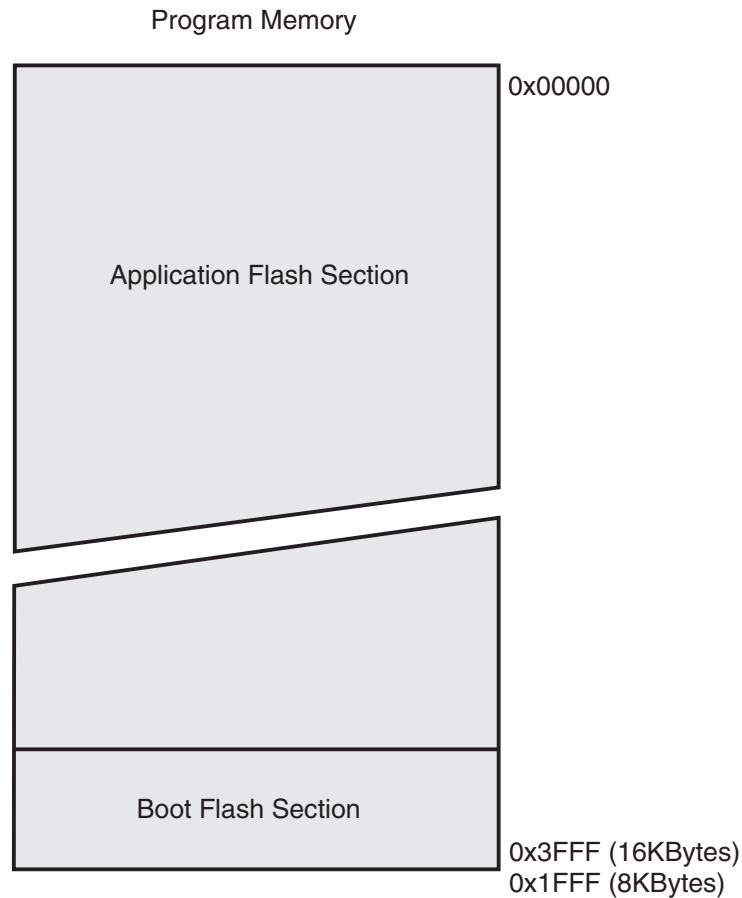 Program Memory
0x00000
Application Flash Section
Boot Flash Section
0x3FFF (16KBytes)
0x1FFF (8KBytes)